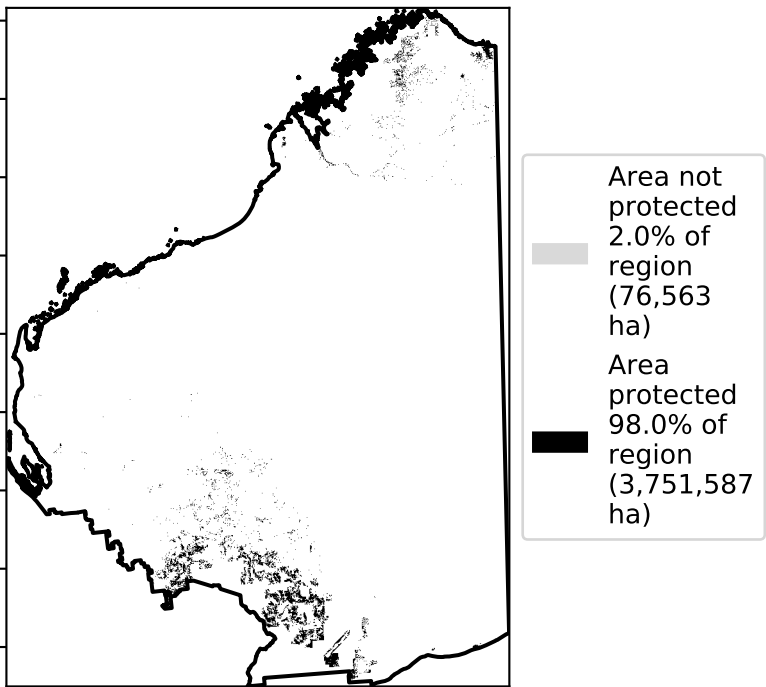 Area not
protected
2.0% of
region
(76,563
ha)
Area
protected
98.0% of
region
(3,751,587
ha)